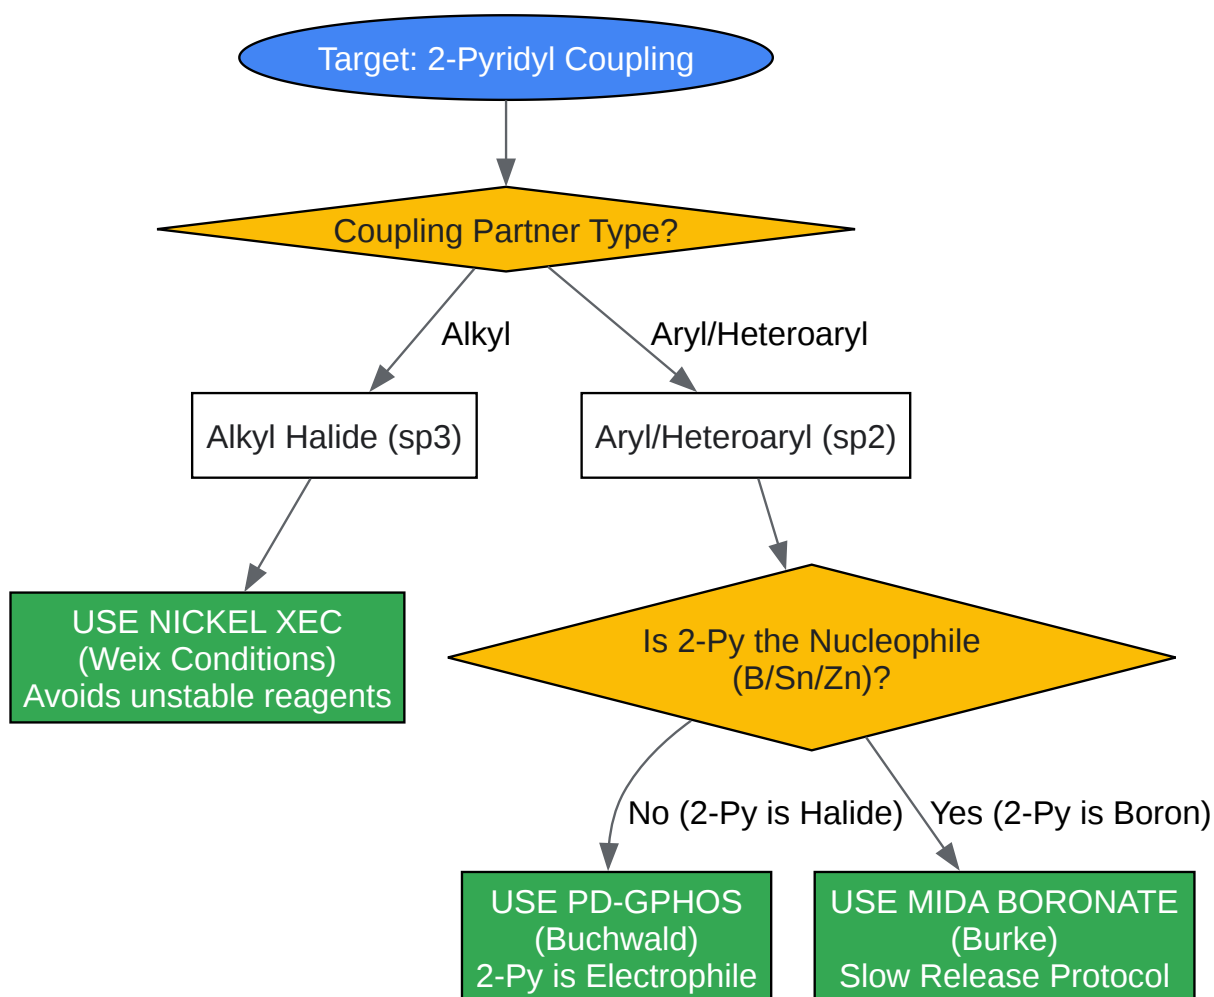 Target: 2-Pyridyl Coupling
Coupling Partner Type?
Alkyl
Aryl/Heteroaryl
Alkyl Halide (sp3)
Aryl/Heteroaryl (sp2)
USE NICKEL XEC
(Weix Conditions)
Avoids unstable reagents
Is 2-Py the Nucleophile
(B/Sn/Zn)?
No (2-Py is Halide)
Yes (2-Py is Boron)
USE PD-GPHOS
(Buchwald)
2-Py is Electrophile
USE MIDA BORONATE
(Burke)
Slow Release Protocol